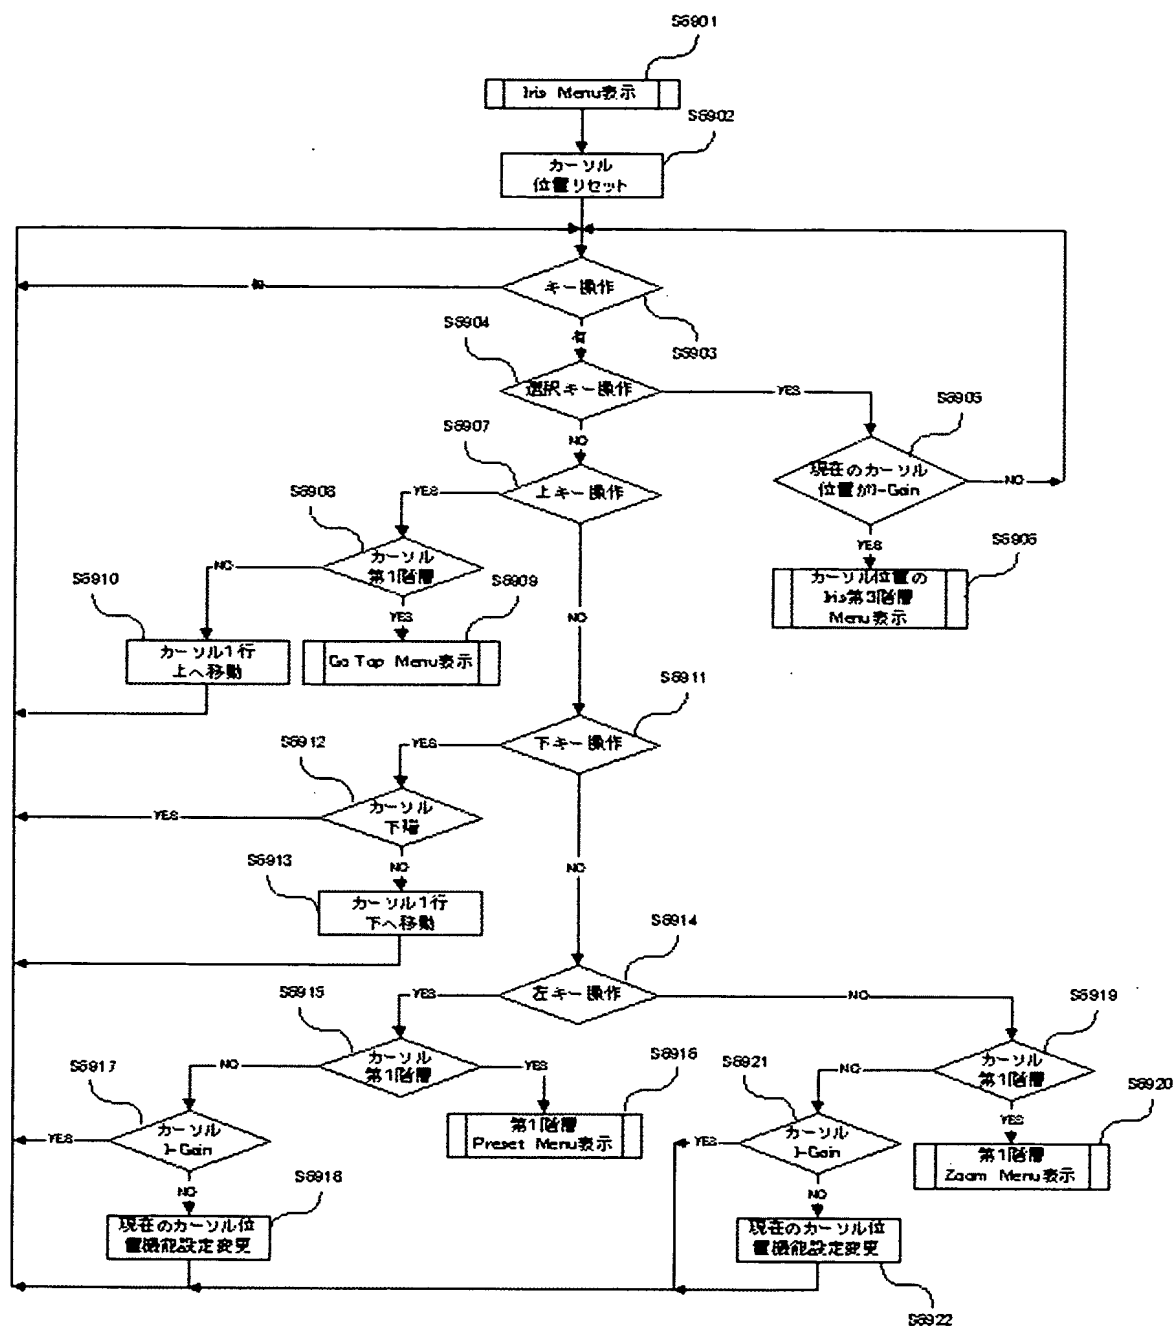 S6901
Iris Menu表示
S6902
カーソル
位置リセット
キー操作
S6903
有
S6904
選択キー操作
YES
S6905
現在のカーソル
位置がI-Gain
NO
YES
S6906
カーソル位置の
Iris第3階層
Menu表示
NO
S6907
上キー操作
YES
S6908
カーソル
第1階層
NO
YES
S6909
Go Top Menu表示
S6910
カーソル1行
上へ移動
NO
S6911
下キー操作
YES
S6912
カーソル
下端
YES
NO
S6913
カーソル1行
下へ移動
NO
S6914
左キー操作
YES
NO
S6915
カーソル
第1階層
NO
YES
S6916
第1階層
Preset Menu表示
S6917
カーソル
I-Gain
YES
NO
S6918
現在のカーソル位
置機能設定変更
S6919
カーソル
第1階層
NO
YES
S6920
第1階層
Zoom Menu表示
S6921
カーソル
I-Gain
YES
NO
現在のカーソル位
置機能設定変更
S6922